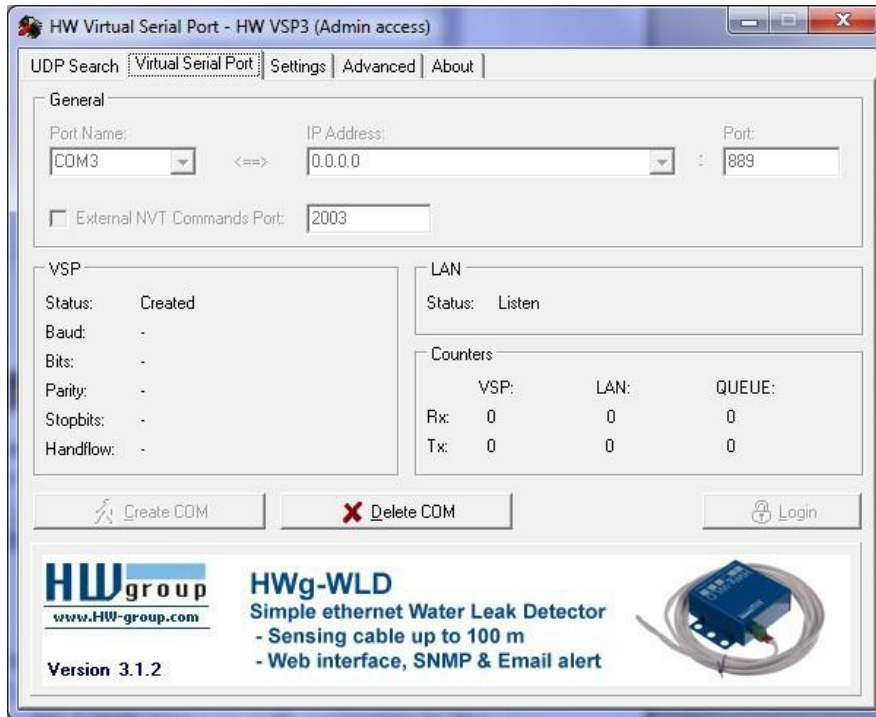 HW Virtual Serial Port - HW VSP3 (Admin access)
UDP Search Virtual Serial Port Settings Advanced About
General
Port Name: IP Address: Port:
COM3 <==> 0.0.0.0 : 889
External NVT Commands Port: 2003
VSP
Status: Created
Baud: -
Bits: -
Parity: -
Stopbits: -
Handflow: -
LAN
Status: Listen
Counters
VSP: LAN: QUEUE:
Rx: 0 0 0
Tx: 0 0 0
Create COM Delete COM Login
HWgroup
www.HW-group.com
Version 3.1.2
HWg-WLD
Simple ethernet Water Leak Detector
- Sensing cable up to 100 m
- Web interface, SNMP & Email alert